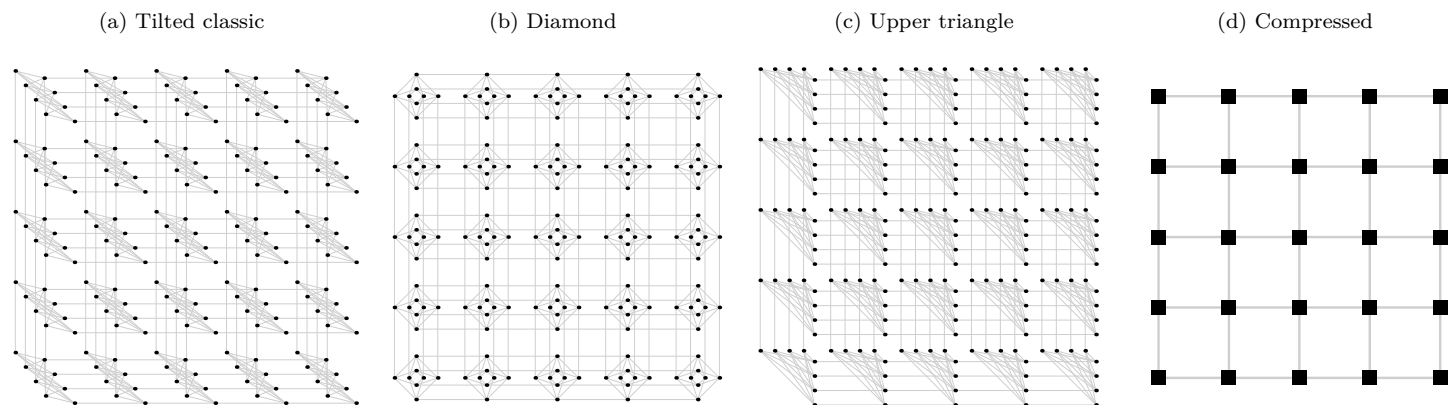 (a) Tilted classic
(b) Diamond
(c) Upper triangle
(d) Compressed